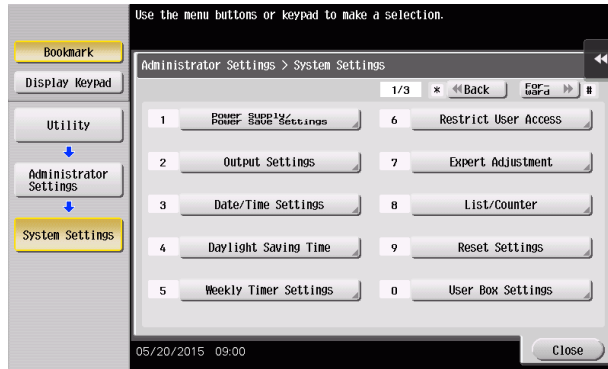 Use the menu buttons or keypad to make a selection.
Bookmark
Display Keypad
Utility
Administrator
Settings
System Settings
Administrator Settings > System Settings
1/3 * Back For-
ward #
1 Power Supply/
Power Save Settings
6 Restrict User Access
2 Output Settings
7 Expert Adjustment
3 Date/Time Settings
8 List/Counter
4 Daylight Saving Time
9 Reset Settings
5 Weekly Timer Settings
0 User Box Settings
05/20/2015 09:00
Close